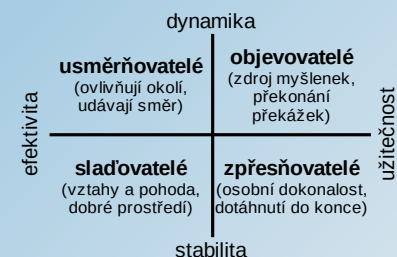 dynamika
usměrňovatelé
(ovlivňují okolí,
udávají směr)
objevovatelé
(zdroj myšlenek,
překonání
překážek)
efektivita
užitečnost
slaďovatelé
(vztahy a pohoda,
dobré prostředí)
zpřesňovatelé
(osobní dokonalost,
dotáhnutí do konce)
stabilita